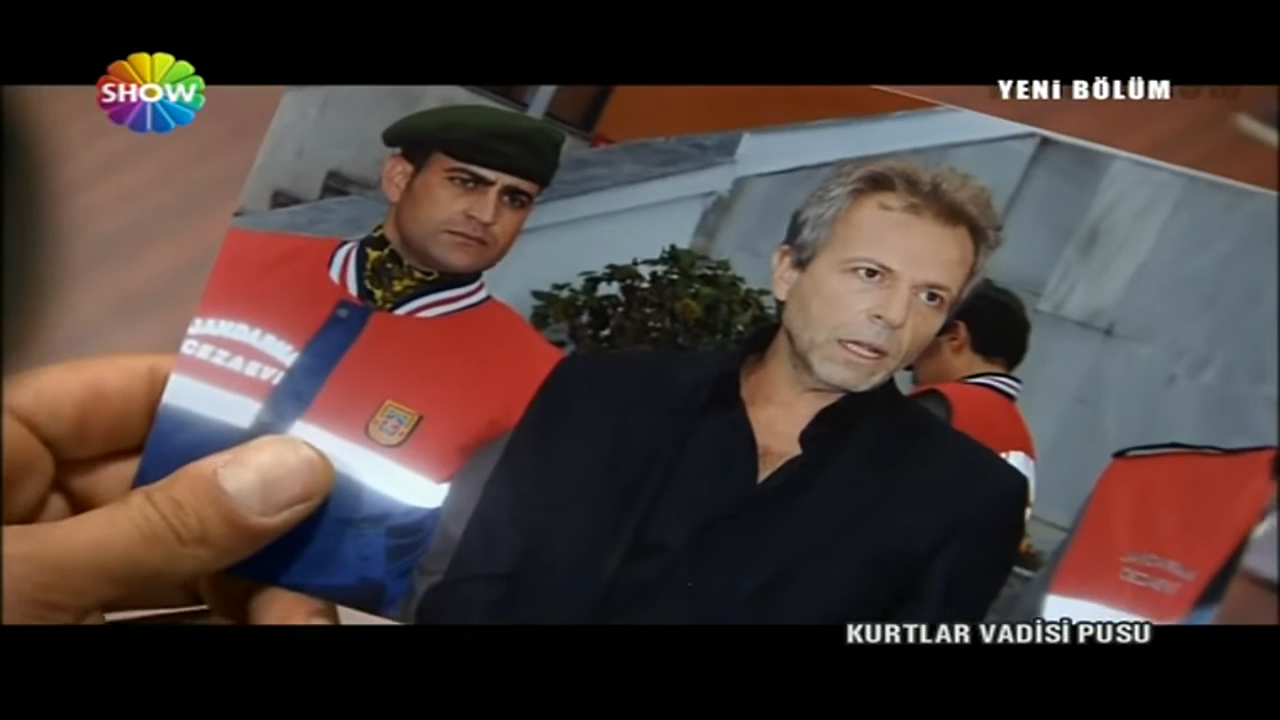 SHOW
YENİ BÖLÜM
JANDARMA
CEZAEVİ
KURTLAR VADİSİ PUSU